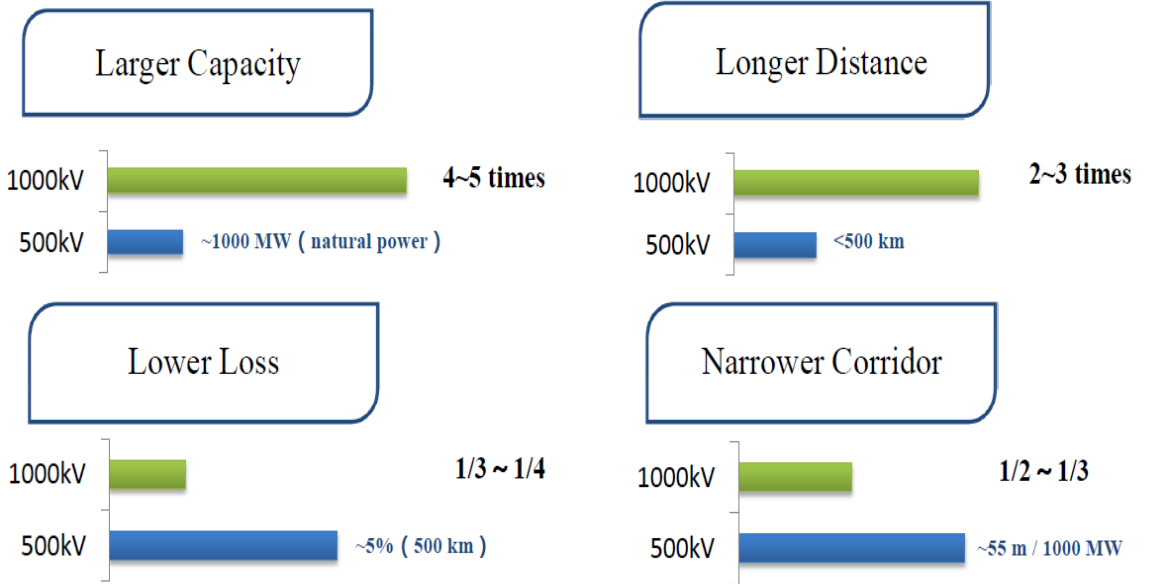 Larger Capacity
1000kV
4~5 times
500kV
~1000 MW ( natural power )
Longer Distance
1000kV
2~3 times
500kV
<500 km
Lower Loss
1000kV
1/3 ~ 1/4
500kV
~5% ( 500 km )
Narrower Corridor
1000kV
1/2 ~ 1/3
500kV
~55 m / 1000 MW